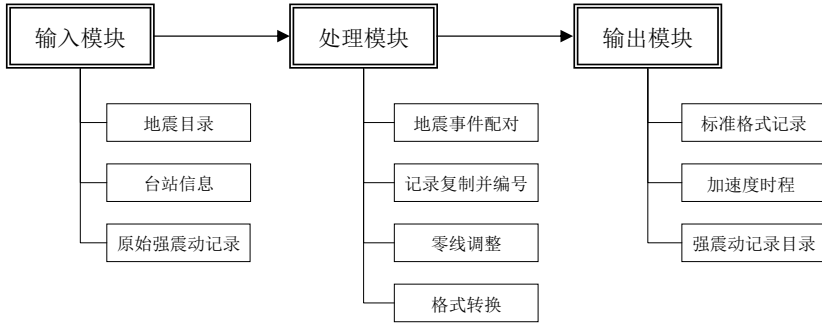 输入模块
处理模块
输出模块
地震目录
台站信息
原始强震动记录
地震事件配对
记录复制并编号
零线调整
格式转换
标准格式记录
加速度时程
强震动记录目录